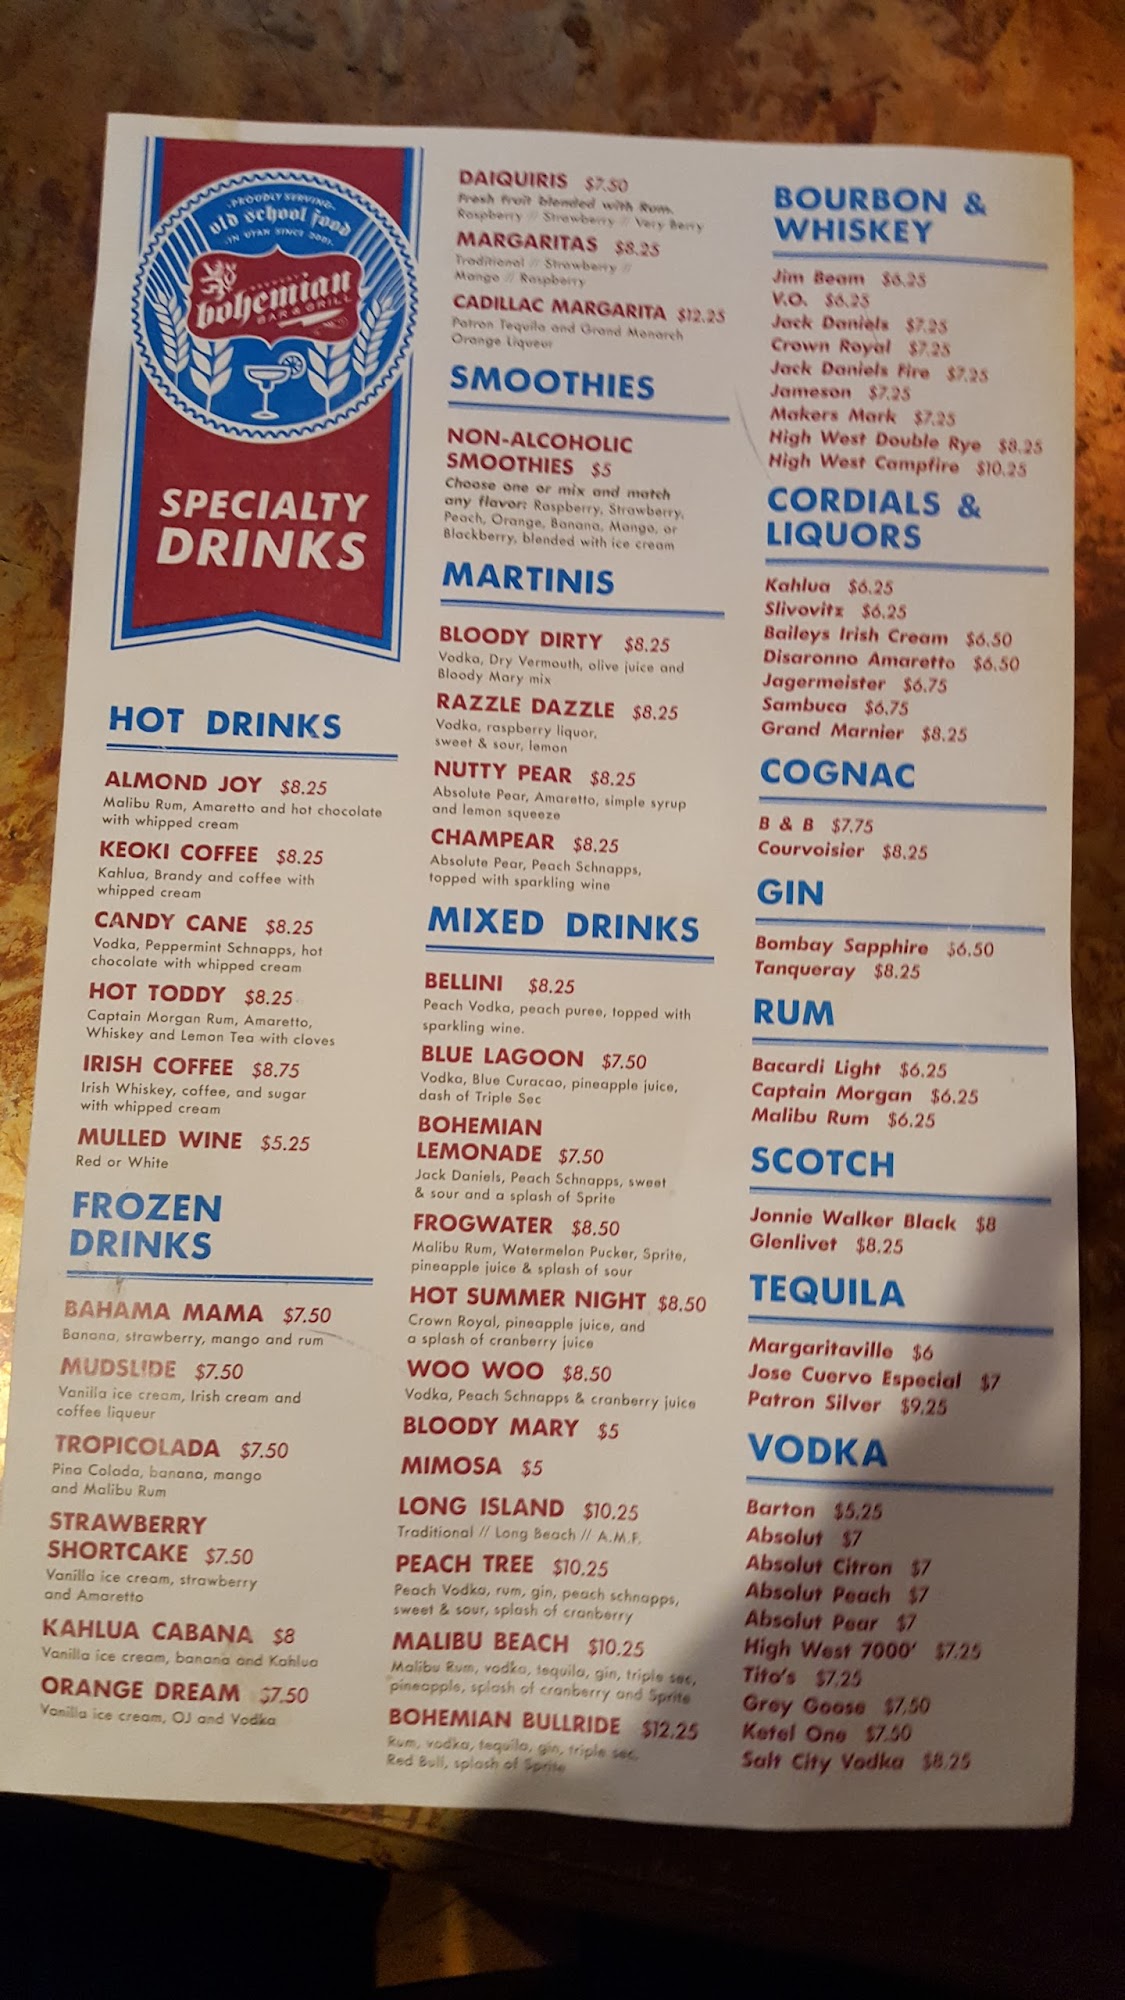 PROUDLY SERVING
old school food
IN UTAH SINCE 2001
bohemian
BAR & GRILL
SPECIALTY
DRINKS
HOT DRINKS
ALMOND JOY $8.25
Malibu Rum, Amaretto and hot chocolate
with whipped cream
KEOKI COFFEE $8.25
Kahlua, Brandy and coffee with
whipped cream
CANDY CANE $8.25
Vodka, Peppermint Schnapps, hot
chocolate with whipped cream
HOT TODDY $8.25
Captain Morgan Rum, Amaretto,
Whiskey and Lemon Tea with cloves
IRISH COFFEE $8.75
Irish Whiskey, coffee, and sugar
with whipped cream
MULLED WINE $5.25
Red or White
FROZEN
DRINKS
BAHAMA MAMA $7.50
Banana, strawberry, mango and rum
MUDSLIDE $7.50
Vanilla ice cream, Irish cream and
coffee liqueur
TROPICOLADA $7.50
Pina Colada, banana, mango
and Malibu Rum
STRAWBERRY
SHORTCAKE $7.50
Vanilla ice cream, strawberry
and Amaretto
KAHLUA CABANA $8
Vanilla ice cream, banana and Kahlua
ORANGE DREAM $7.50
Vanilla ice cream, OJ and Vodka
DAIQUIRIS $7.50
Fresh fruit blended with Rum.
Raspberry // Strawberry // Very Berry
MARGARITAS $8.25
Traditional // Strawberry //
Mango // Raspberry
CADILLAC MARGARITA $12.25
Patron Tequila and Grand Monarch
Orange Liqueur
SMOOTHIES
NON-ALCOHOLIC
SMOOTHIES $5
Choose one or mix and match
any flavor: Raspberry, Strawberry,
Peach, Orange, Banana, Mango, or
Blackberry, blended with ice cream
MARTINIS
BLOODY DIRTY $8.25
Vodka, Dry Vermouth, olive juice and
Bloody Mary mix
RAZZLE DAZZLE $8.25
Vodka, raspberry liquor,
sweet & sour, lemon
NUTTY PEAR $8.25
Absolute Pear, Amaretto, simple syrup
and lemon squeeze
CHAMPEAR $8.25
Absolute Pear, Peach Schnapps,
topped with sparkling wine
MIXED DRINKS
BELLINI $8.25
Peach Vodka, peach puree, topped with
sparkling wine.
BLUE LAGOON $7.50
Vodka, Blue Curacao, pineapple juice,
dash of Triple Sec
BOHEMIAN
LEMONADE $7.50
Jack Daniels, Peach Schnapps, sweet
& sour and a splash of Sprite
FROGWATER $8.50
Malibu Rum, Watermelon Pucker, Sprite,
pineapple juice & splash of sour
HOT SUMMER NIGHT $8.50
Crown Royal, pineapple juice, and
a splash of cranberry juice
WOO WOO $8.50
Vodka, Peach Schnapps & cranberry juice
BLOODY MARY $5
MIMOSA $5
LONG ISLAND $10.25
Traditional // Long Beach // A.M.F.
PEACH TREE $10.25
Peach Vodka, rum, gin, peach schnapps,
sweet & sour, splash of cranberry
MALIBU BEACH $10.25
Malibu Rum, vodka, tequila, gin, triple sec,
pineapple, splash of cranberry and Sprite
BOHEMIAN BULLRIDE $12.25
Rum, vodka, tequila, gin, triple sec,
Red Bull, splash of Sprite
BOURBON &
WHISKEY
Jim Beam $6.25
V.O. $6.25
Jack Daniels $7.25
Crown Royal $7.25
Jack Daniels Fire $7.25
Jameson $7.25
Makers Mark $7.25
High West Double Rye $8.25
High West Campfire $10.25
CORDIALS &
LIQUORS
Kahlua $6.25
Slivovitz $6.25
Baileys Irish Cream $6.50
Disaronno Amaretto $6.50
Jagermeister $6.75
Sambuca $6.75
Grand Marnier $8.25
COGNAC
B & B $7.75
Courvoisier $8.25
GIN
Bombay Sapphire $6.50
Tanqueray $8.25
RUM
Bacardi Light $6.25
Captain Morgan $6.25
Malibu Rum $6.25
SCOTCH
Jonnie Walker Black $8
Glenlivet $8.25
TEQUILA
Margaritaville $6
Jose Cuervo Especial $7
Patron Silver $9.25
VODKA
Barton $5.25
Absolut $7
Absolut Citron $7
Absolut Peach $7
Absolut Pear $7
High West 7000' $7.25
Tito's $7.25
Grey Goose $7.50
Ketel One $7.50
Salt City Vodka $8.25